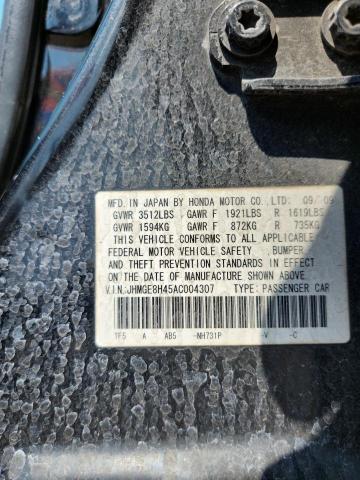 MFD. IN JAPAN BY HONDA MOTOR CO.,LTD: 09/09
GVWR 3512LBS GAWR F 1921LBS R 1619LBS
GVWR 1594KG GAWR F 872KG R 735KG
THIS VEHICLE CONFORMS TO ALL APPLICABLE
FEDERAL MOTOR VEHICLE SAFETY, BUMPER,
AND THEFT PREVENTION STANDARDS IN EFFECT
ON THE DATE OF MANUFACTURE SHOWN ABOVE.
V.I.N:JHMGE8H45AC004307 TYPE:PASSENGER CAR
TF5 A AB5 -NH731P -V -C